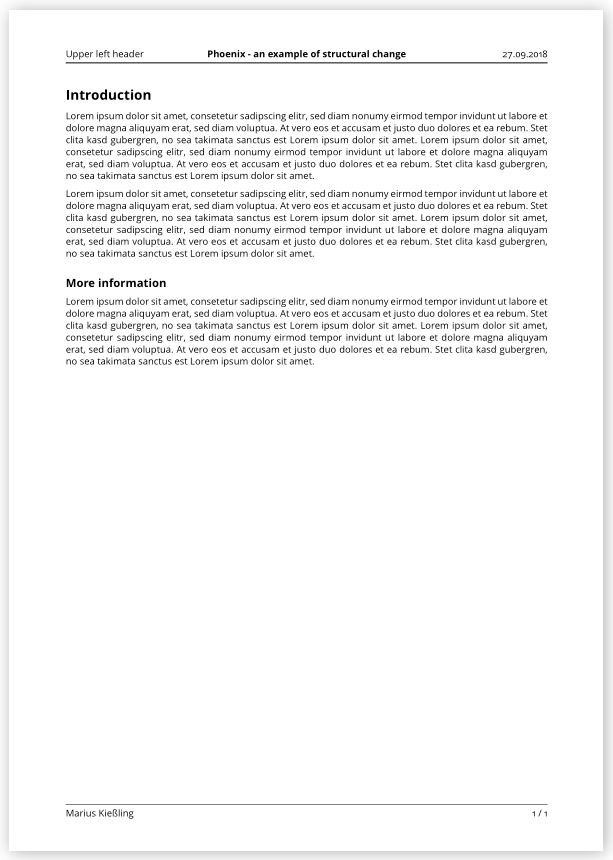 Upper left header Phoenix - an example of structural change 27.09.2018
Introduction
Lorem ipsum dolor sit amet, consetetur sadipscing elitr, sed diam nonumy eirmod tempor invidunt ut labore et
dolore magna aliquyam erat, sed diam voluptua. At vero eos et accusam et justo duo dolores et ea rebum. Stet
clita kasd gubergren, no sea takimata sanctus est Lorem ipsum dolor sit amet. Lorem ipsum dolor sit amet,
consetetur sadipscing elitr, sed diam nonumy eirmod tempor invidunt ut labore et dolore magna aliquyam
erat, sed diam voluptua. At vero eos et accusam et justo duo dolores et ea rebum. Stet clita kasd gubergren,
no sea takimata sanctus est Lorem ipsum dolor sit amet.
Lorem ipsum dolor sit amet, consetetur sadipscing elitr, sed diam nonumy eirmod tempor invidunt ut labore et
dolore magna aliquyam erat, sed diam voluptua. At vero eos et accusam et justo duo dolores et ea rebum. Stet
clita kasd gubergren, no sea takimata sanctus est Lorem ipsum dolor sit amet. Lorem ipsum dolor sit amet,
consetetur sadipscing elitr, sed diam nonumy eirmod tempor invidunt ut labore et dolore magna aliquyam
erat, sed diam voluptua. At vero eos et accusam et justo duo dolores et ea rebum. Stet clita kasd gubergren,
no sea takimata sanctus est Lorem ipsum dolor sit amet.
More information
Lorem ipsum dolor sit amet, consetetur sadipscing elitr, sed diam nonumy eirmod tempor invidunt ut labore et
dolore magna aliquyam erat, sed diam voluptua. At vero eos et accusam et justo duo dolores et ea rebum. Stet
clita kasd gubergren, no sea takimata sanctus est Lorem ipsum dolor sit amet. Lorem ipsum dolor sit amet,
consetetur sadipscing elitr, sed diam nonumy eirmod tempor invidunt ut labore et dolore magna aliquyam
erat, sed diam voluptua. At vero eos et accusam et justo duo dolores et ea rebum. Stet clita kasd gubergren,
no sea takimata sanctus est Lorem ipsum dolor sit amet.
Marius Kießling 1 / 1